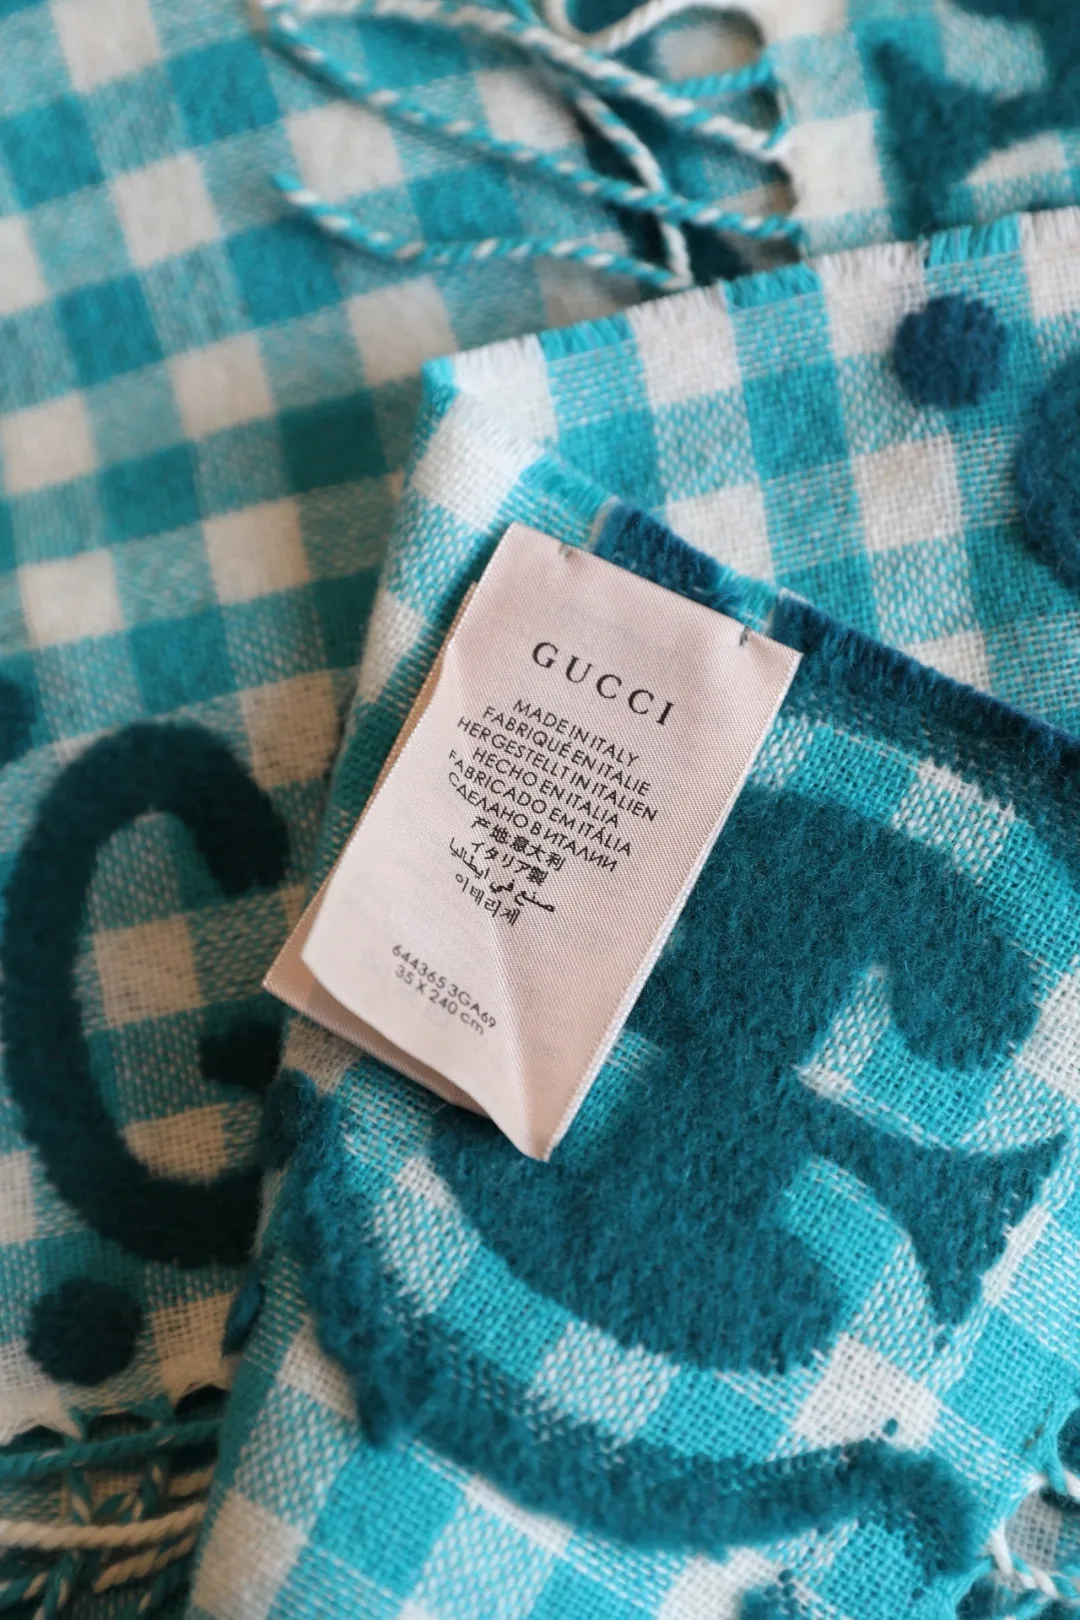 GUCCI
MADE IN ITALY
FABRIQUÉ EN ITALIE
HERGESTELLT IN ITALIEN
HECHO EN ITALIA
FABRICADO EM ITÁLIA
СДЕЛАНО В ИТАЛИИ
产地:意大利
イタリア製
صنع في ايطاليا
이태리제
644365 3GA69
35 X 240 cm